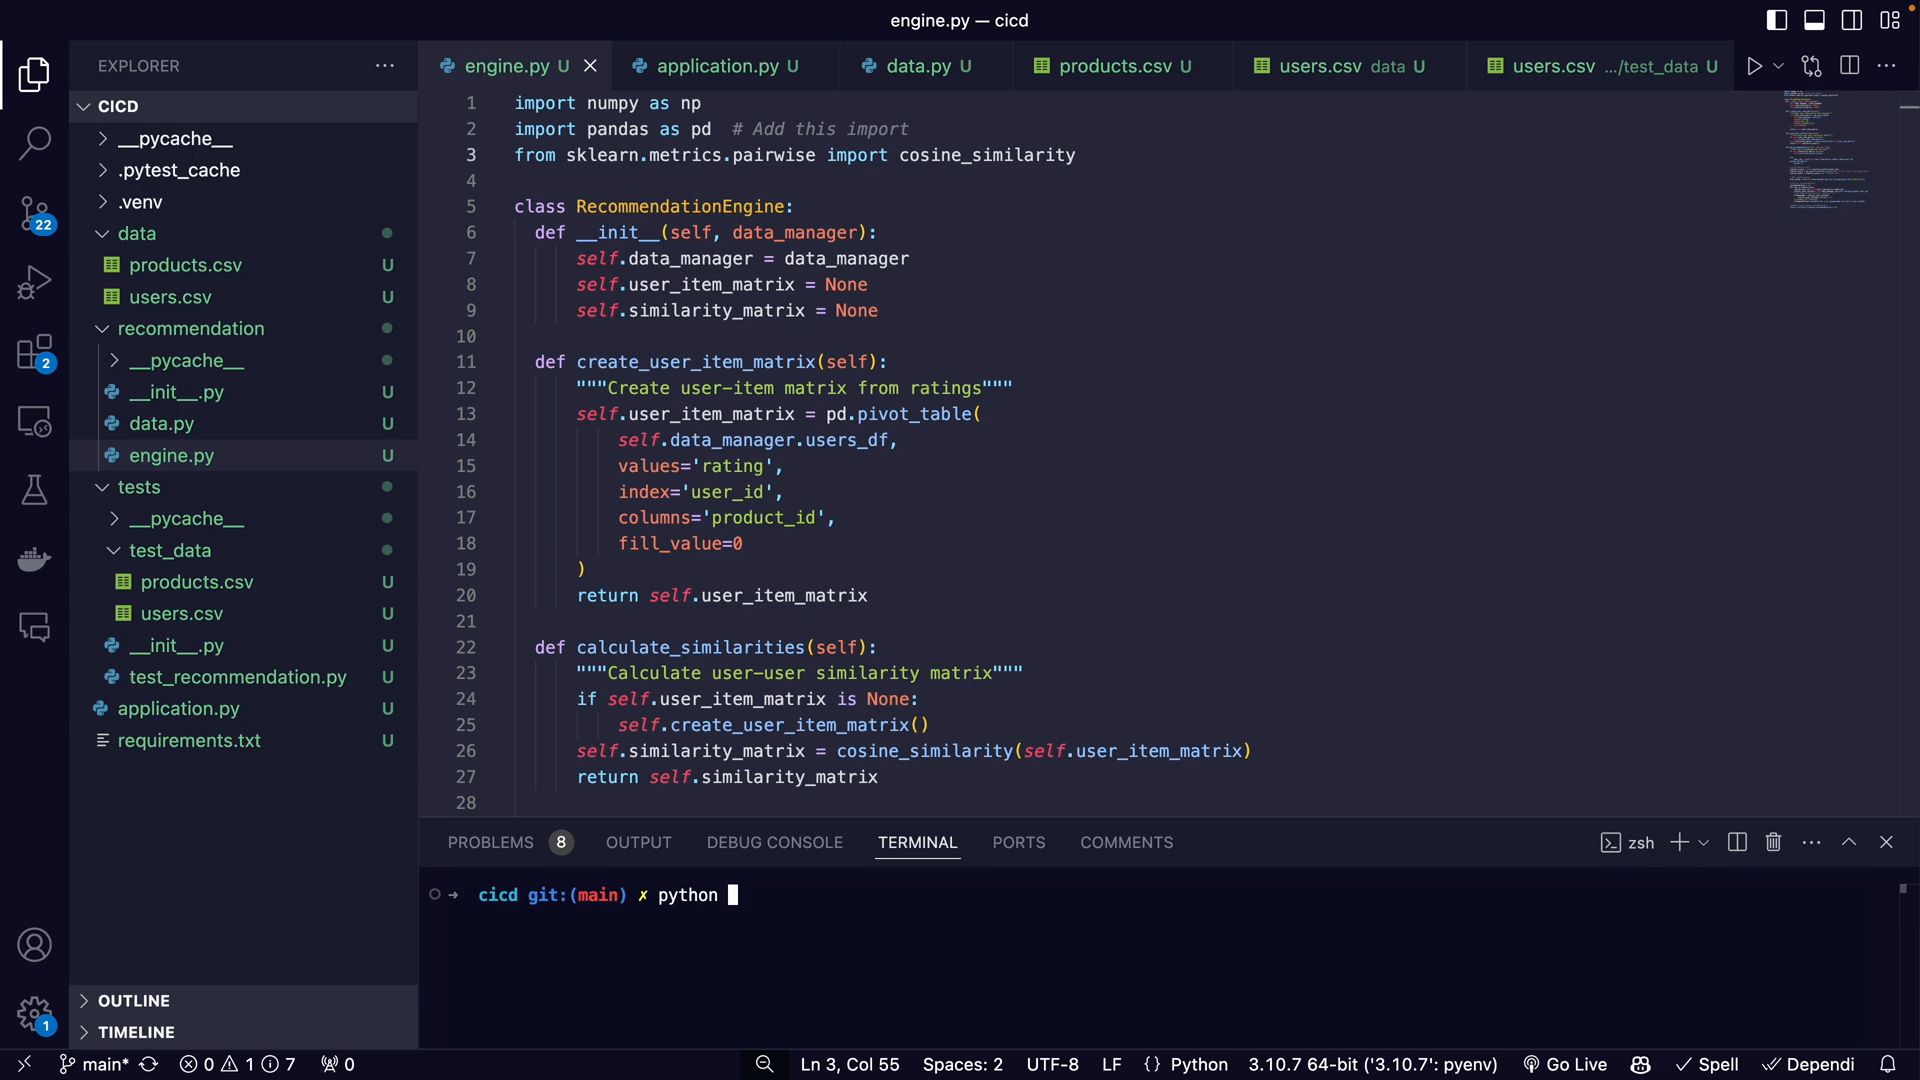 engine.py — cicd
EXPLORER
engine.py U
application.py U
data.py U
products.csv U
users.csv data U
users.csv .../test_data U
CICD
__pycache__
.pytest_cache
.venv
data
products.csv U
users.csv U
recommendation
__pycache__
__init__.py U
data.py U
engine.py U
tests
__pycache__
test_data
products.csv U
users.csv U
__init__.py U
test_recommendation.py U
application.py U
requirements.txt U
OUTLINE
TIMELINE
22
2
1
1 import numpy as np
2 import pandas as pd  # Add this import
3 from sklearn.metrics.pairwise import cosine_similarity
4
5 class RecommendationEngine:
6   def __init__(self, data_manager):
7       self.data_manager = data_manager
8       self.user_item_matrix = None
9       self.similarity_matrix = None
10
11   def create_user_item_matrix(self):
12       """Create user-item matrix from ratings"""
13       self.user_item_matrix = pd.pivot_table(
14           self.data_manager.users_df,
15           values='rating',
16           index='user_id',
17           columns='product_id',
18           fill_value=0
19       )
20       return self.user_item_matrix
21
22   def calculate_similarities(self):
23       """Calculate user-user similarity matrix"""
24       if self.user_item_matrix is None:
25           self.create_user_item_matrix()
26       self.similarity_matrix = cosine_similarity(self.user_item_matrix)
27       return self.similarity_matrix
28
PROBLEMS 8 OUTPUT DEBUG CONSOLE TERMINAL PORTS COMMENTS zsh
→ cicd git:(main) ✗ python
main* 0 1 7 0 Ln 3, Col 55 Spaces: 2 UTF-8 LF {} Python 3.10.7 64-bit ('3.10.7': pyenv) Go Live Spell Dependi